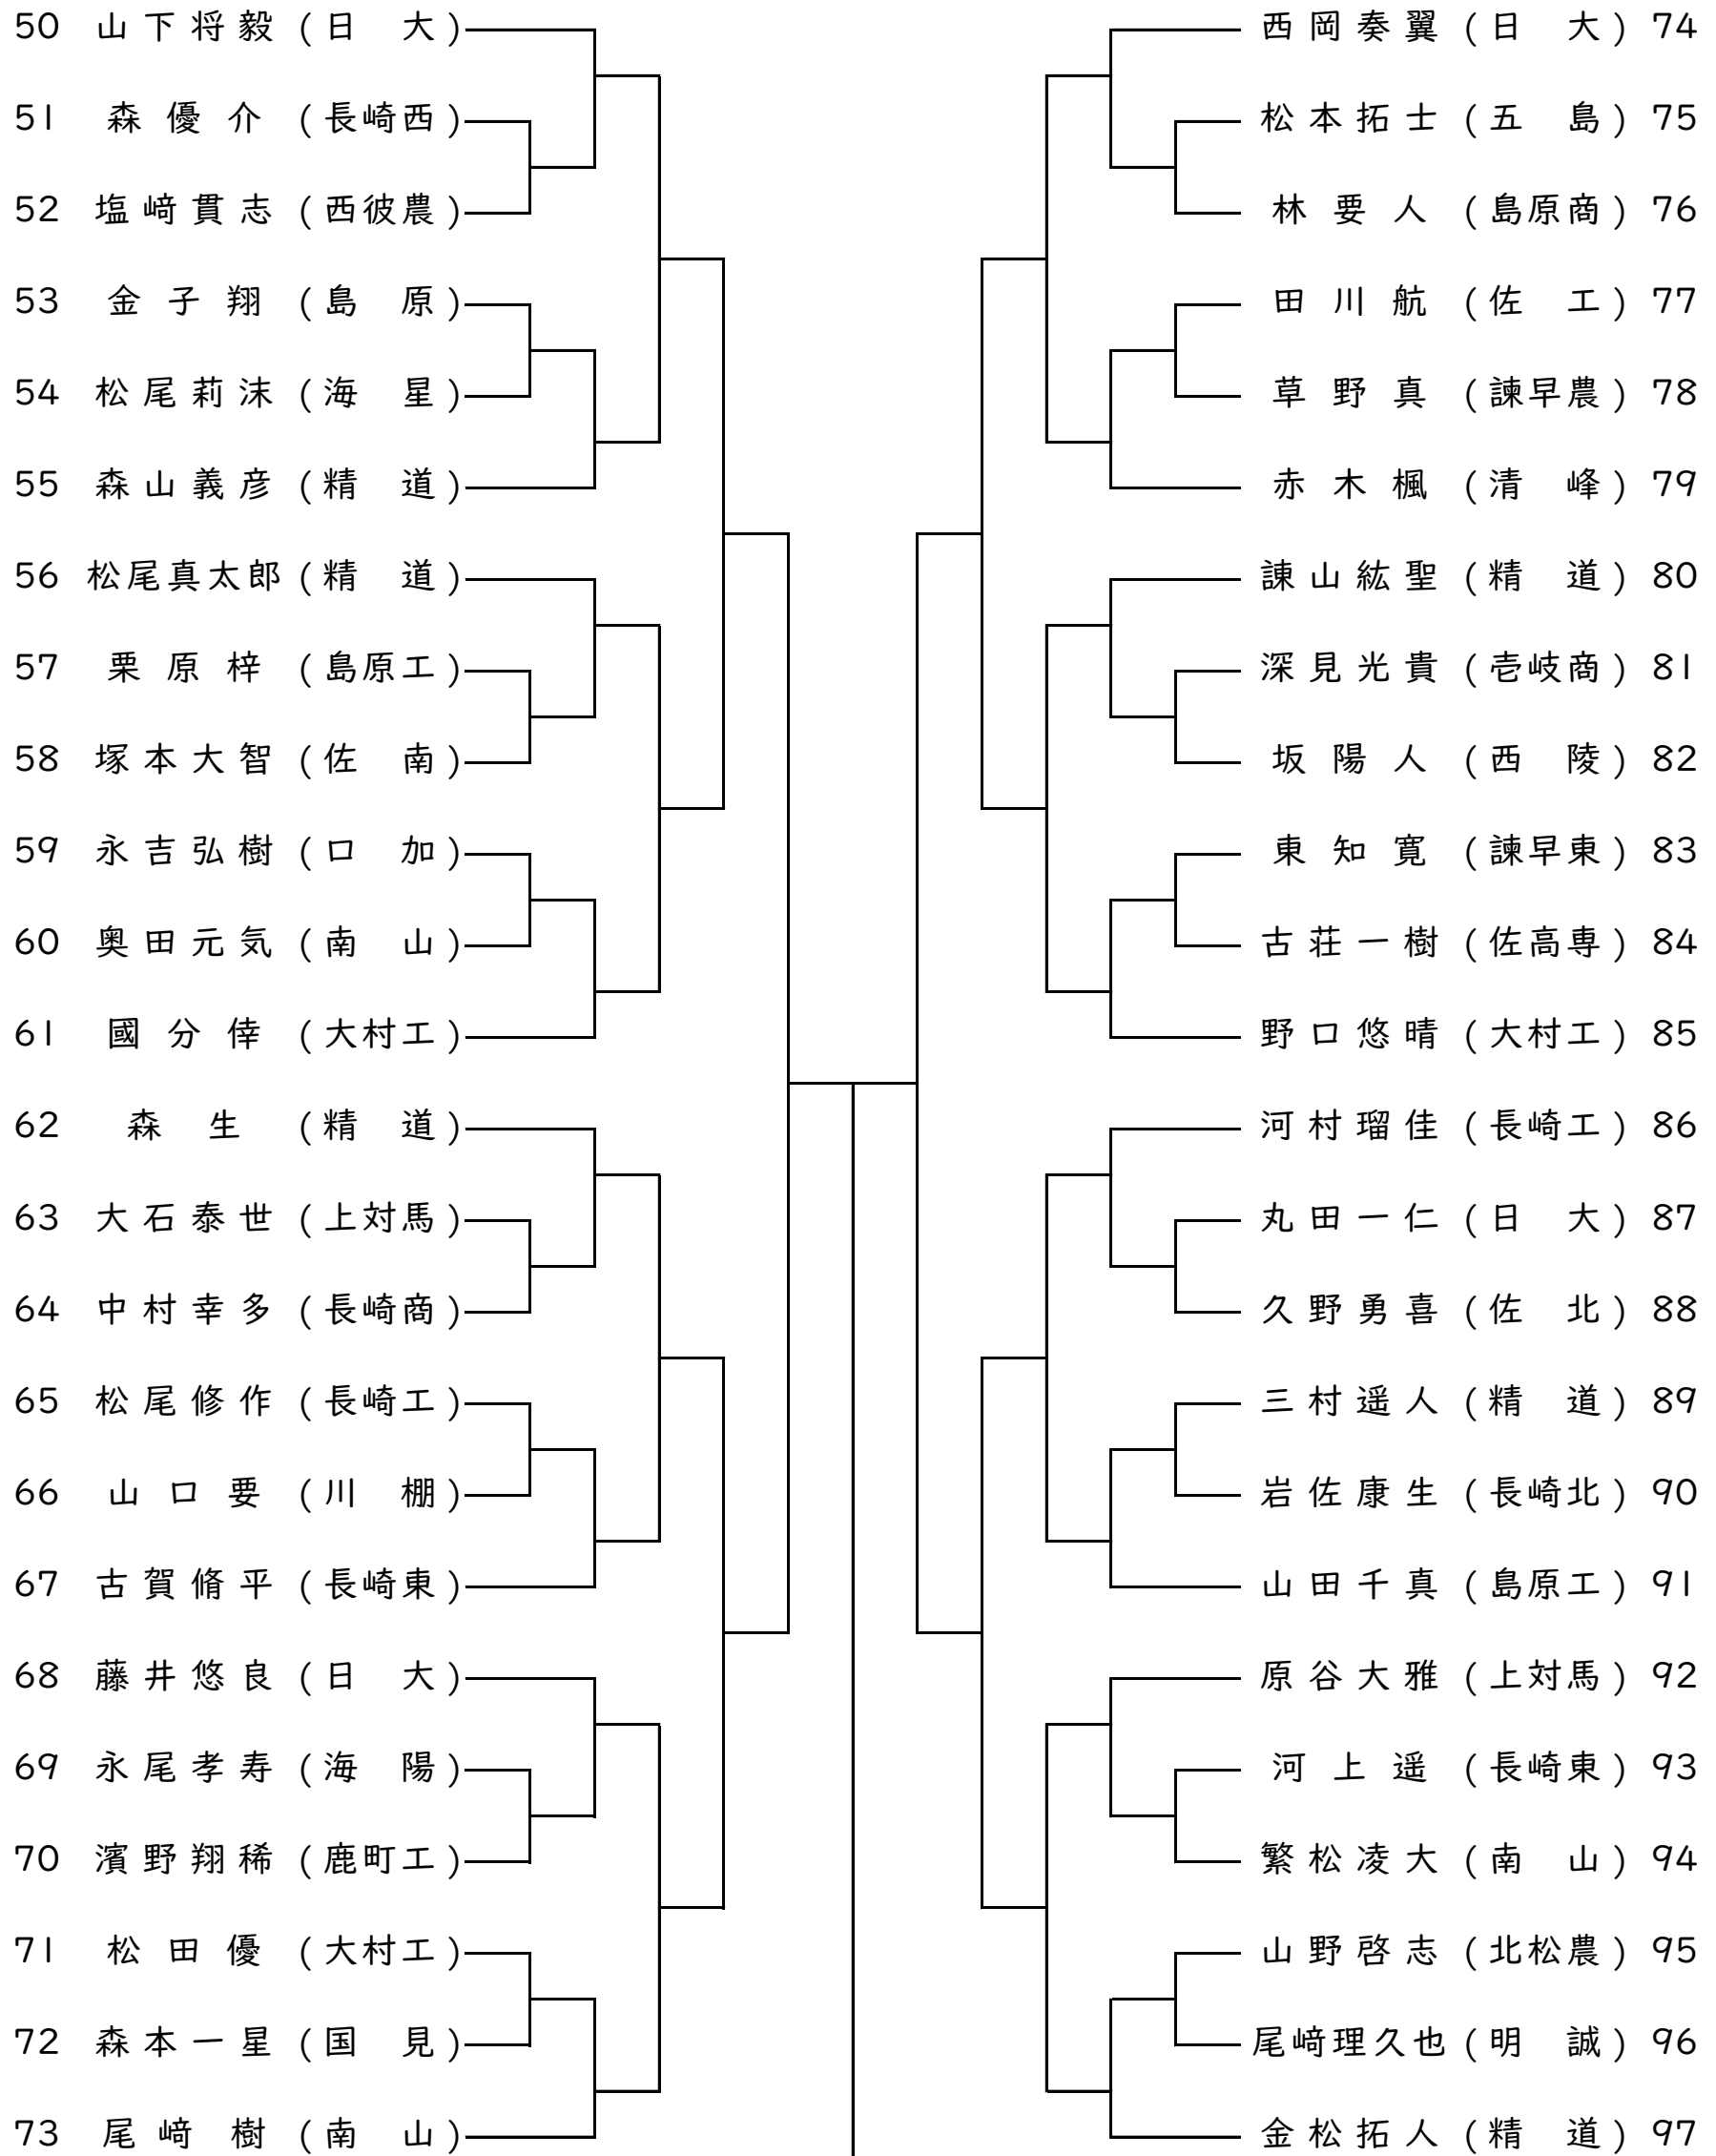 50 山下将毅 (日 大)
51 森優介 (長崎西)
52 塩﨑貫志 (西彼農)
53 金子翔 (島 原)
54 松尾莉沫 (海 星)
55 森山義彦 (精 道)
56 松尾真太郎 (精 道)
57 栗原梓 (島原工)
58 塚本大智 (佐 南)
59 永吉弘樹 (口 加)
60 奥田元気 (南 山)
61 國分倖 (大村工)
62 森生 (精 道)
63 大石泰世 (上対馬)
64 中村幸多 (長崎商)
65 松尾修作 (長崎工)
66 山口要 (川 棚)
67 古賀脩平 (長崎東)
68 藤井悠良 (日 大)
69 永尾孝寿 (海 陽)
70 濱野翔稀 (鹿町工)
71 松田優 (大村工)
72 森本一星 (国 見)
73 尾﨑樹 (南 山)
西岡奏翼 (日 大) 74
松本拓士 (五 島) 75
林要人 (島原商) 76
田川航 (佐 工) 77
草野真 (諫早農) 78
赤木楓 (清 峰) 79
諫山紘聖 (精 道) 80
深見光貴 (壱岐商) 81
坂陽人 (西 陵) 82
東知寛 (諫早東) 83
古荘一樹 (佐高専) 84
野口悠晴 (大村工) 85
河村瑠佳 (長崎工) 86
丸田一仁 (日 大) 87
久野勇喜 (佐 北) 88
三村遥人 (精 道) 89
岩佐康生 (長崎北) 90
山田千真 (島原工) 91
原谷大雅 (上対馬) 92
河上遥 (長崎東) 93
繁松凌大 (南 山) 94
山野啓志 (北松農) 95
尾﨑理久也 (明 誠) 96
金松拓人 (精 道) 97